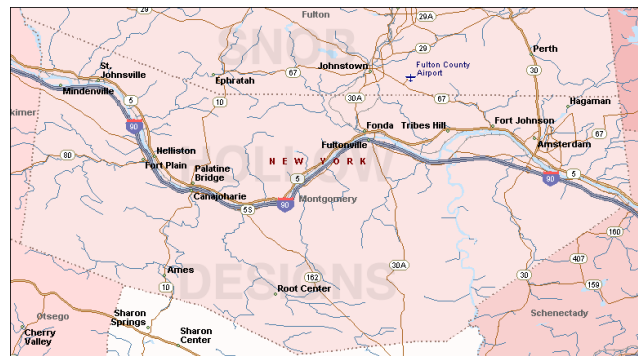 29
Fulton
29A
SNOB
Perth
St.
Johnsville
Johnstown
29
Fulton County
Airport
67
67
30
Mindenville
Ephratah
5
10
30A
67
Hagaman
kimer
90
Fonda
Tribes Hill
Fort Johnson
67
Nelliston
Fultonville
Amsterdam
80
Fort Plain
FOLLOW
NEW YORK
Palatine
Bridge
5
90
5
Canajoharie
5S
90
Montgomery
160
Ames
30A
407
10
DESIGNS
162
30
159
Root Center
Otsego
Sharon
Springs
Schenectady
Cherry
Valley
Sharon
Center